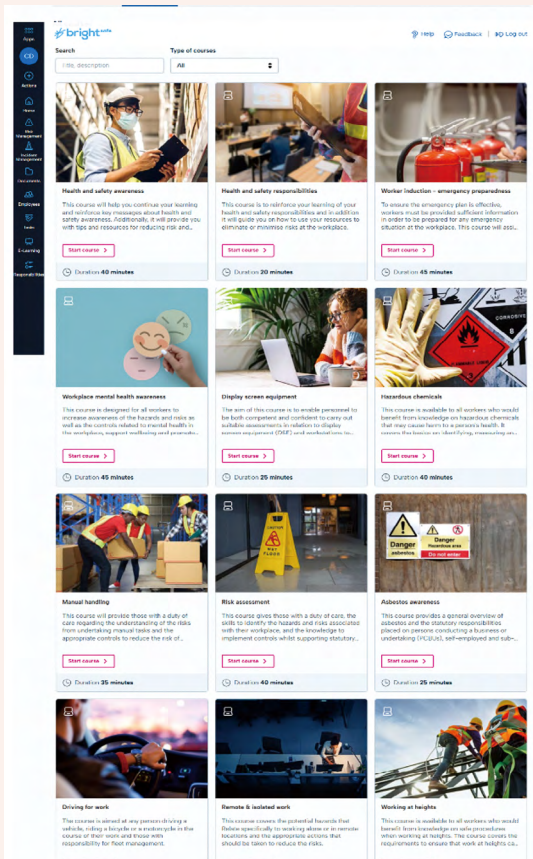 bright safe
Help
Feedback
Log out
Apps
CD
Actions
Home
Risk
Management
Incident
Management
Documents
Employees
Tasks
E-Learning
Responsibilities
Search
Type of courses
Title, description
All
Health and safety awareness
This course will help you continue your learning
and reinforce key messages about health and
safety awareness. Additionally, it will provide you
with tips and resources for reducing risk and...
Start course
Duration 40 minutes
Health and safety responsibilities
This course is to reinforce your learning of your
health and safety responsibilities and in addition
it will guide you on how to use your resources to
eliminate or minimise risks at the workplace.
Start course
Duration 20 minutes
Worker induction – emergency preparedness
To ensure the emergency plan is effective,
workers must be provided sufficient information
in order to be prepared for any emergency
situation at the workplace. This course will assi...
Start course
Duration 45 minutes
Workplace mental health awareness
This course is designed for all workers to
increase awareness of the hazards and risks as
well as the controls related to mental health in
the workplace, support wellbeing and promote...
Start course
Duration 45 minutes
Display screen equipment
The aim of this course is to enable personnel to
be both competent and confident to carry out
suitable assessments in relation to display
screen equipment (DSE) and workstations to...
Start course
Duration 25 minutes
CORROSIVE
Hazardous chemicals
This course is available to all workers who would
benefit from knowledge on hazardous chemicals
that may cause harm to a person's health. It
covers the basics on identifying, measuring an...
Start course
Duration 40 minutes
Manual handling
This course will provide those with a duty of
care regarding the understanding of the risks
from undertaking manual tasks and the
appropriate controls to reduce the risk of...
Start course
Duration 35 minutes
CAUTION
WET
FLOOR
Risk assessment
This course gives those with a duty of care, the
skills to identify the hazards and risks associated
with their workplace, and the knowledge to
implement controls whilst supporting statutory...
Start course
Duration 40 minutes
Danger
asbestos
Danger
Hazardous area
Do not enter
Asbestos awareness
This course provides a general overview of
asbestos and the statutory responsibilities
placed on persons conducting a business or
undertaking (PCBUs), self-employed and sub-...
Start course
Duration 25 minutes
Driving for work
The course is aimed at any person driving a
vehicle, riding a bicycle or a motorcycle in the
course of their work and those with
responsibility for fleet management.
Remote & isolated work
This course covers the potential hazards that
Relate specifically to working alone or in remote
locations and the appropriate actions that
should be taken to reduce the risks.
Working at heights
This course is available to all workers who would
benefit from knowledge on safe procedures
when working at heights. The course covers the
requirements to ensure that work at heights ca...